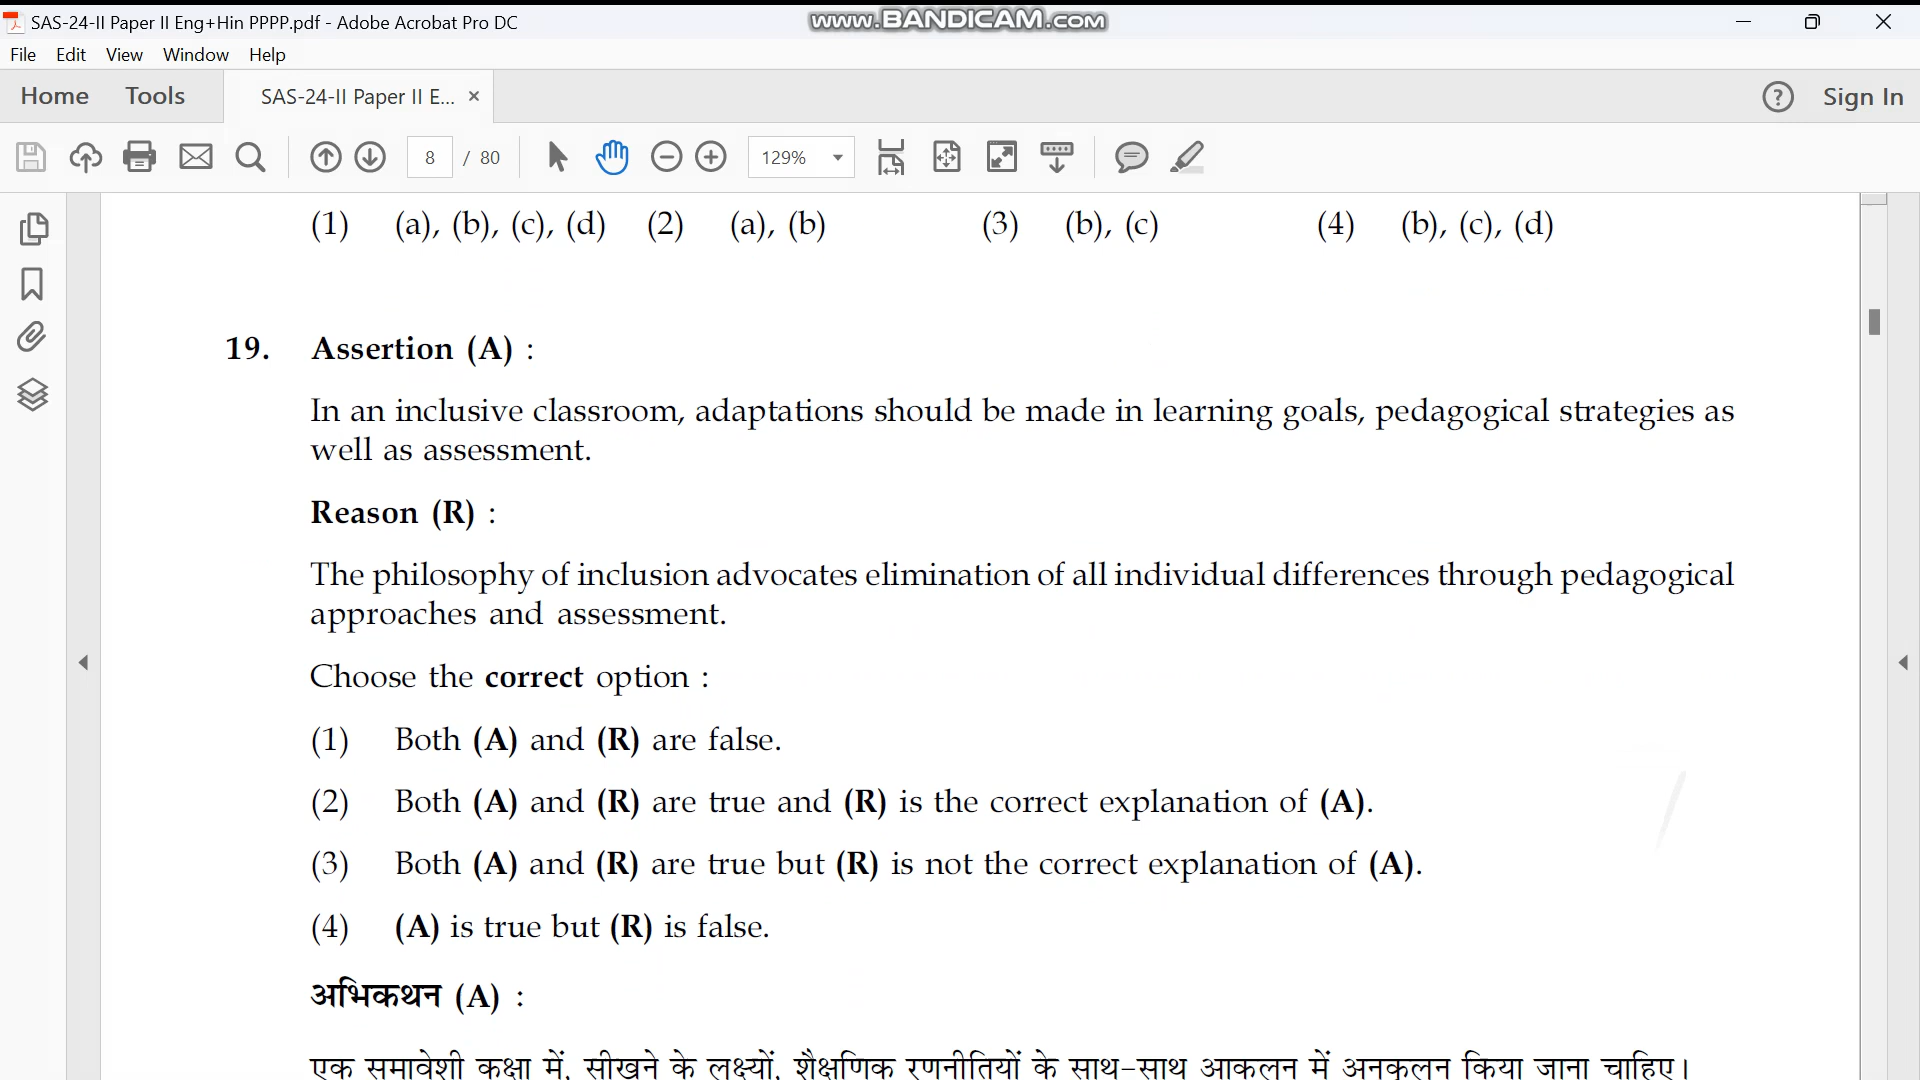 SAS-24-II Paper II Eng+Hin PPPP.pdf - Adobe Acrobat Pro DC
www.BANDICAM.com
File Edit View Window Help
Home Tools SAS-24-II Paper II E... × Sign In
8 / 80 129%
(1) (a), (b), (c), (d) (2) (a), (b) (3) (b), (c) (4) (b), (c), (d)
19. Assertion (A) :
In an inclusive classroom, adaptations should be made in learning goals, pedagogical strategies as
well as assessment.
Reason (R) :
The philosophy of inclusion advocates elimination of all individual differences through pedagogical
approaches and assessment.
Choose the correct option :
(1) Both (A) and (R) are false.
(2) Both (A) and (R) are true and (R) is the correct explanation of (A).
(3) Both (A) and (R) are true but (R) is not the correct explanation of (A).
(4) (A) is true but (R) is false.
अभिकथन (A) :
एक समावेशी कक्षा में, सीखने के लक्ष्यों, शैक्षणिक रणनीतियों के साथ-साथ आकलन में अनुकूलन किया जाना चाहिए।